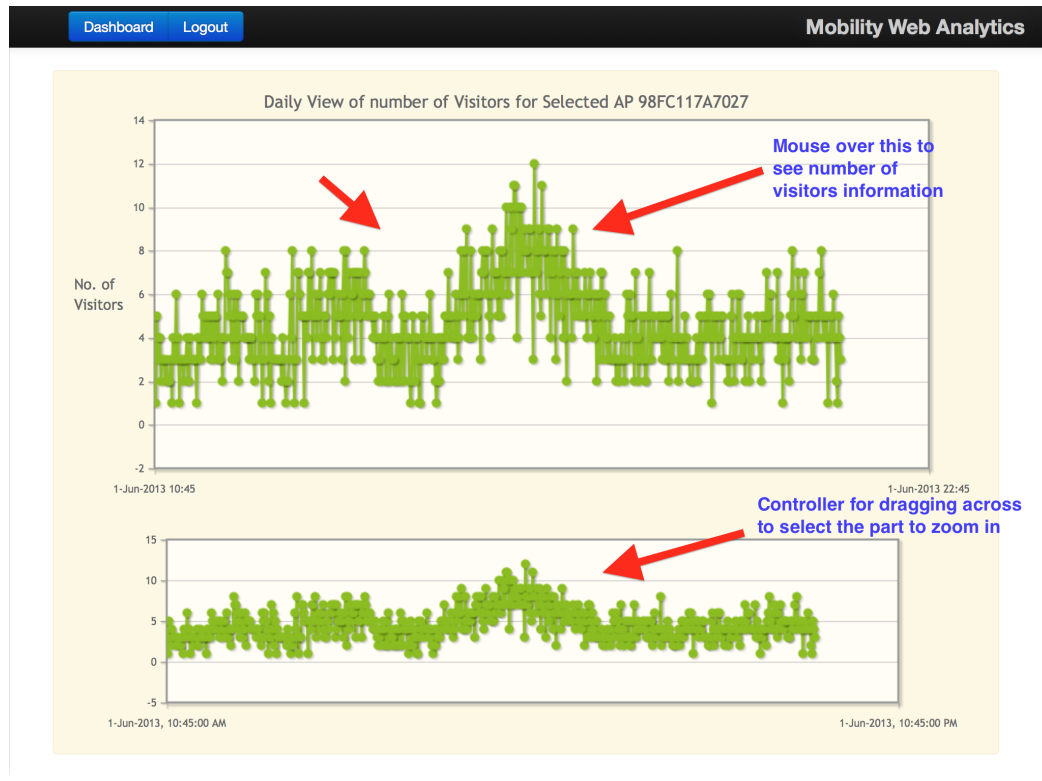 Dashboard Logout Mobility Web Analytics
Daily View of number of Visitors for Selected AP 98FC117A7027
14
Mouse over this to
see number of
visitors information
12
10
8
No. of
Visitors
6
4
2
0
-2
1-Jun-2013 10:45 1-Jun-2013 22:45
Controller for dragging across
to select the part to zoom in
15
10
5
0
-5
1-Jun-2013, 10:45:00 AM 1-Jun-2013, 10:45:00 PM